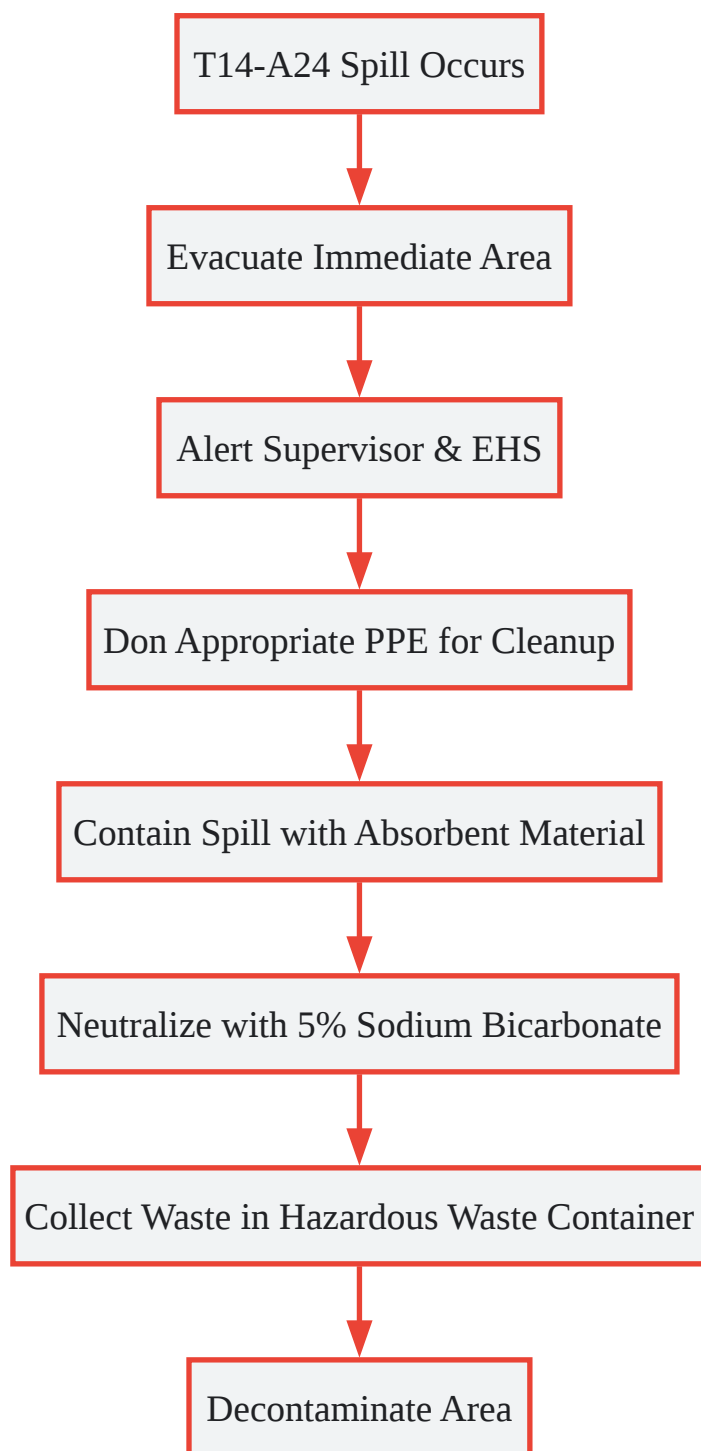 T14-A24 Spill Occurs
Evacuate Immediate Area
Alert Supervisor & EHS
Don Appropriate PPE for Cleanup
Contain Spill with Absorbent Material
Neutralize with 5% Sodium Bicarbonate
Collect Waste in Hazardous Waste Container
Decontaminate Area